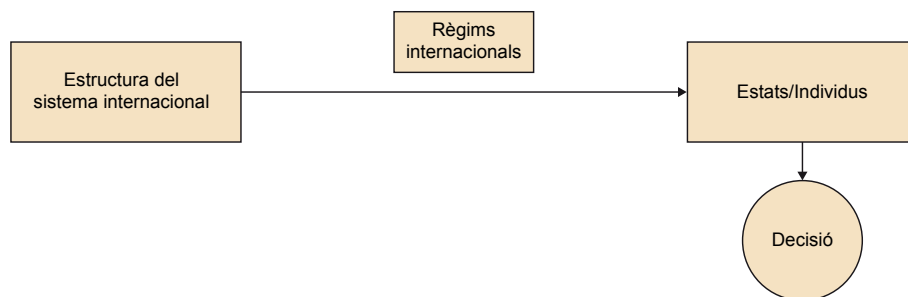 Règims
internacionals
Estructura del
sistema internacional
Estats/Individus
Decisió